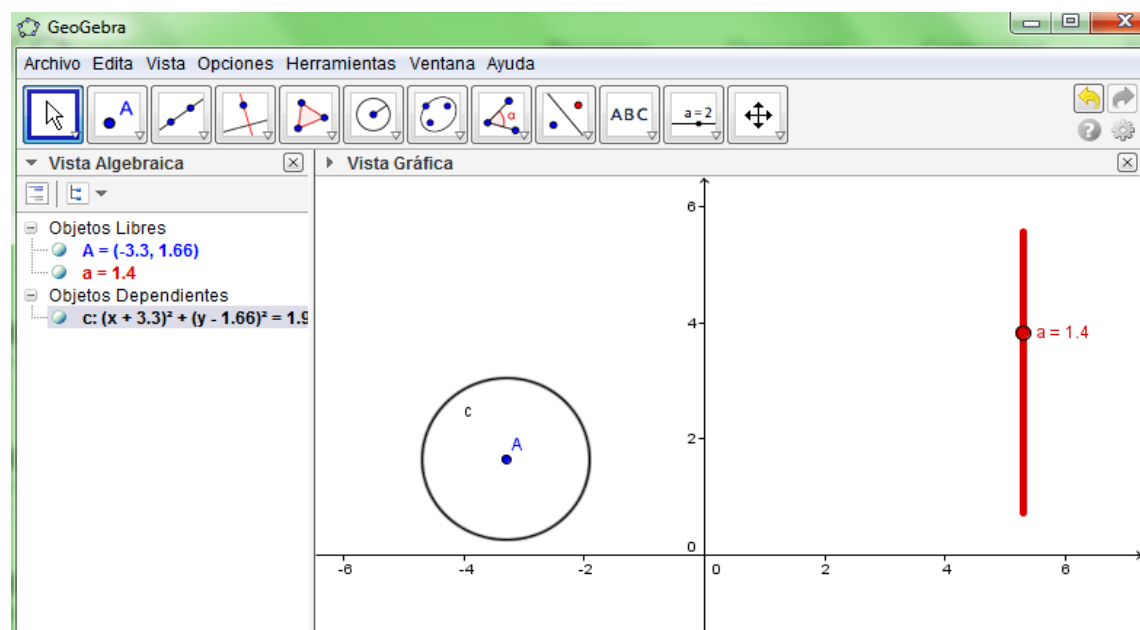 GeoGebra
Archivo Edita Vista Opciones Herramientas Ventana Ayuda
A
α
ABC
a=2
Vista Algebraica
Vista Gráfica
Objetos Libres
A = (-3.3, 1.66)
a = 1.4
Objetos Dependientes
c: (x + 3.3)² + (y - 1.66)² = 1.9
6
4
a = 1.4
c
A
2
0
-6 -4 -2 0 2 4 6